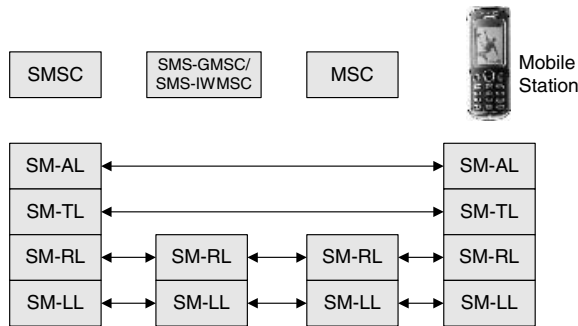 SMSC
SMS-GMSC/
SMS-IWMSC
MSC
Mobile
Station
SM-AL
SM-AL
SM-TL
SM-TL
SM-RL
SM-RL
SM-RL
SM-RL
SM-LL
SM-LL
SM-LL
SM-LL